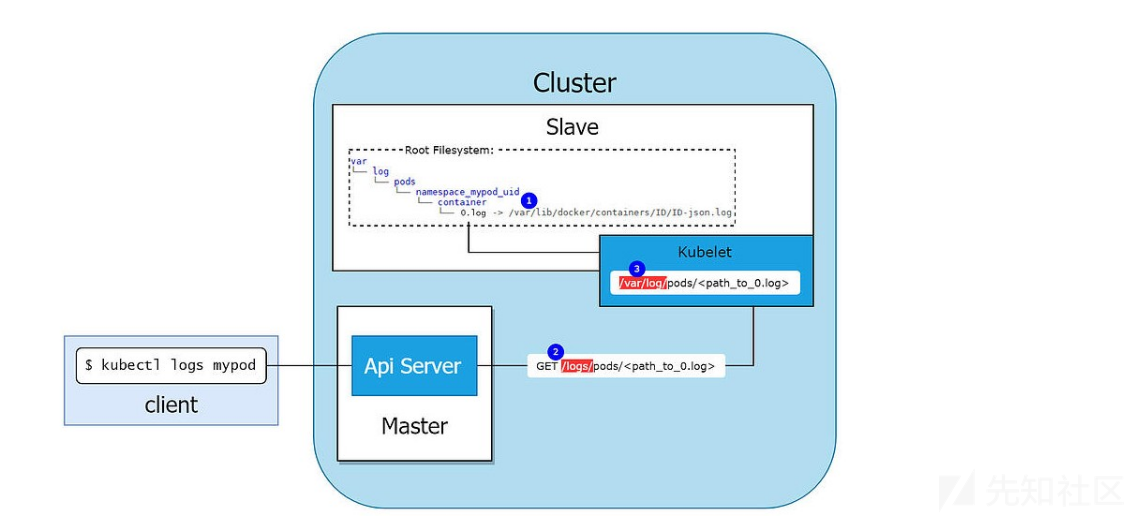 Cluster
Slave
Root Filesystem:
var
log
pods
namespace_mypod_uid
1
container
0.log -> /var/lib/docker/containers/ID/ID-json.log
Kubelet
3
/var/log/pods/<path_to_0.log>
2
$ kubectl logs mypod
Api Server
GET /logs/pods/<path_to_0.log>
client
Master
先知社区